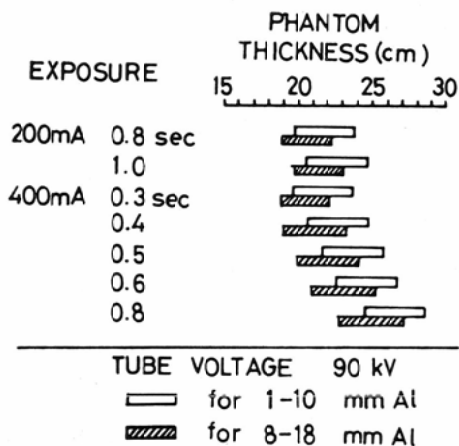 PHANTOM
THICKNESS (cm)
EXPOSURE
15 20 25 30
200mA 0.8 sec
1.0
400mA 0.3 sec
0.4
0.5
0.6
0.8
TUBE VOLTAGE 90 kV
for 1-10 mm Al
for 8-18 mm Al